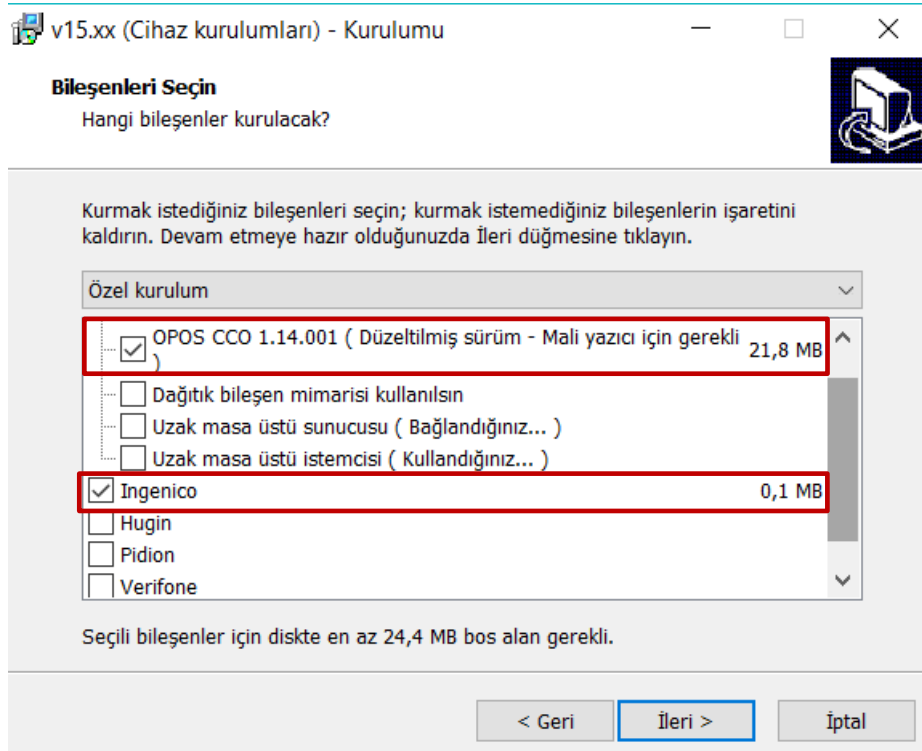 v15.xx (Cihaz kurulumları) - Kurulumu
Bileşenleri Seçin
Hangi bileşenler kurulacak?
Kurmak istediğiniz bileşenleri seçin; kurmak istemediğiniz bileşenlerin işaretini
kaldırın. Devam etmeye hazır olduğunuzda İleri düğmesine tıklayın.
Özel kurulum
OPOS CCO 1.14.001 ( Düzeltilmiş sürüm - Mali yazıcı için gerekli
) 21,8 MB
Dağıtık bileşen mimarisi kullanılsın
Uzak masa üstü sunucusu ( Bağlandığınız... )
Uzak masa üstü istemcisi ( Kullandığınız... )
Ingenico 0,1 MB
Hugin
Pidion
Verifone
Seçili bileşenler için diskte en az 24,4 MB bos alan gerekli.
< Geri İleri > İptal